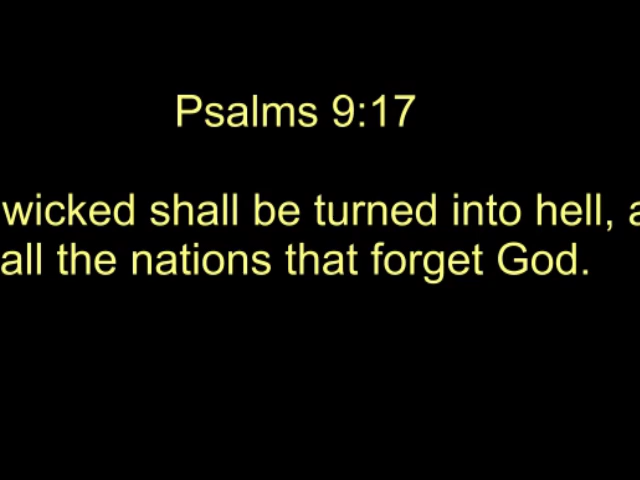 Psalms 9:17
wicked shall be turned into hell, a
all the nations that forget God.